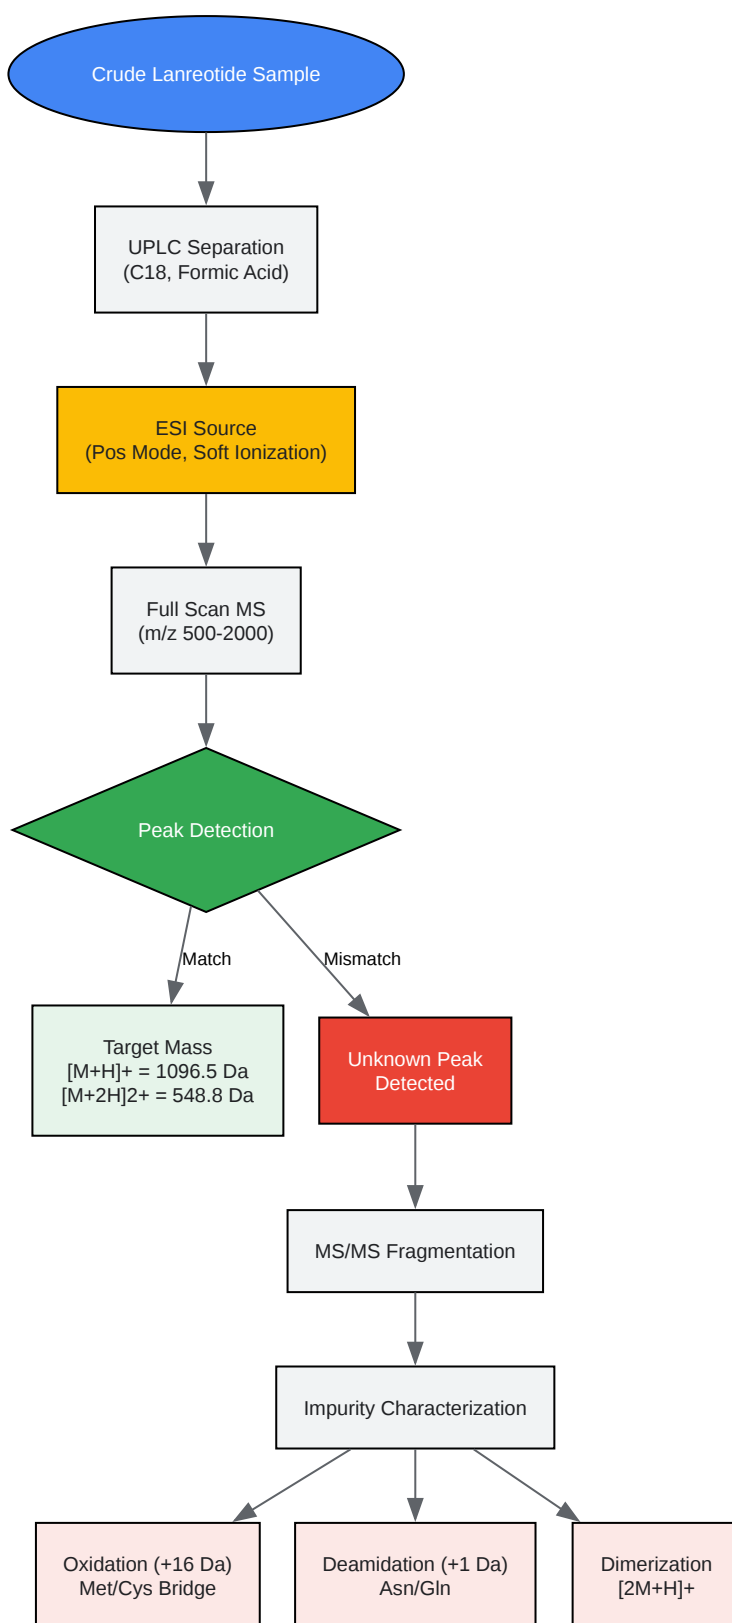 Crude Lanreotide Sample
UPLC Separation
(C18, Formic Acid)
ESI Source
(Pos Mode, Soft Ionization)
Full Scan MS
(m/z 500-2000)
Peak Detection
Match
Mismatch
Target Mass
[M+H]+ = 1096.5 Da
[M+2H]2+ = 548.8 Da
Unknown Peak
Detected
MS/MS Fragmentation
Impurity Characterization
Oxidation (+16 Da)
Met/Cys Bridge
Deamidation (+1 Da)
Asn/Gln
Dimerization
[2M+H]+